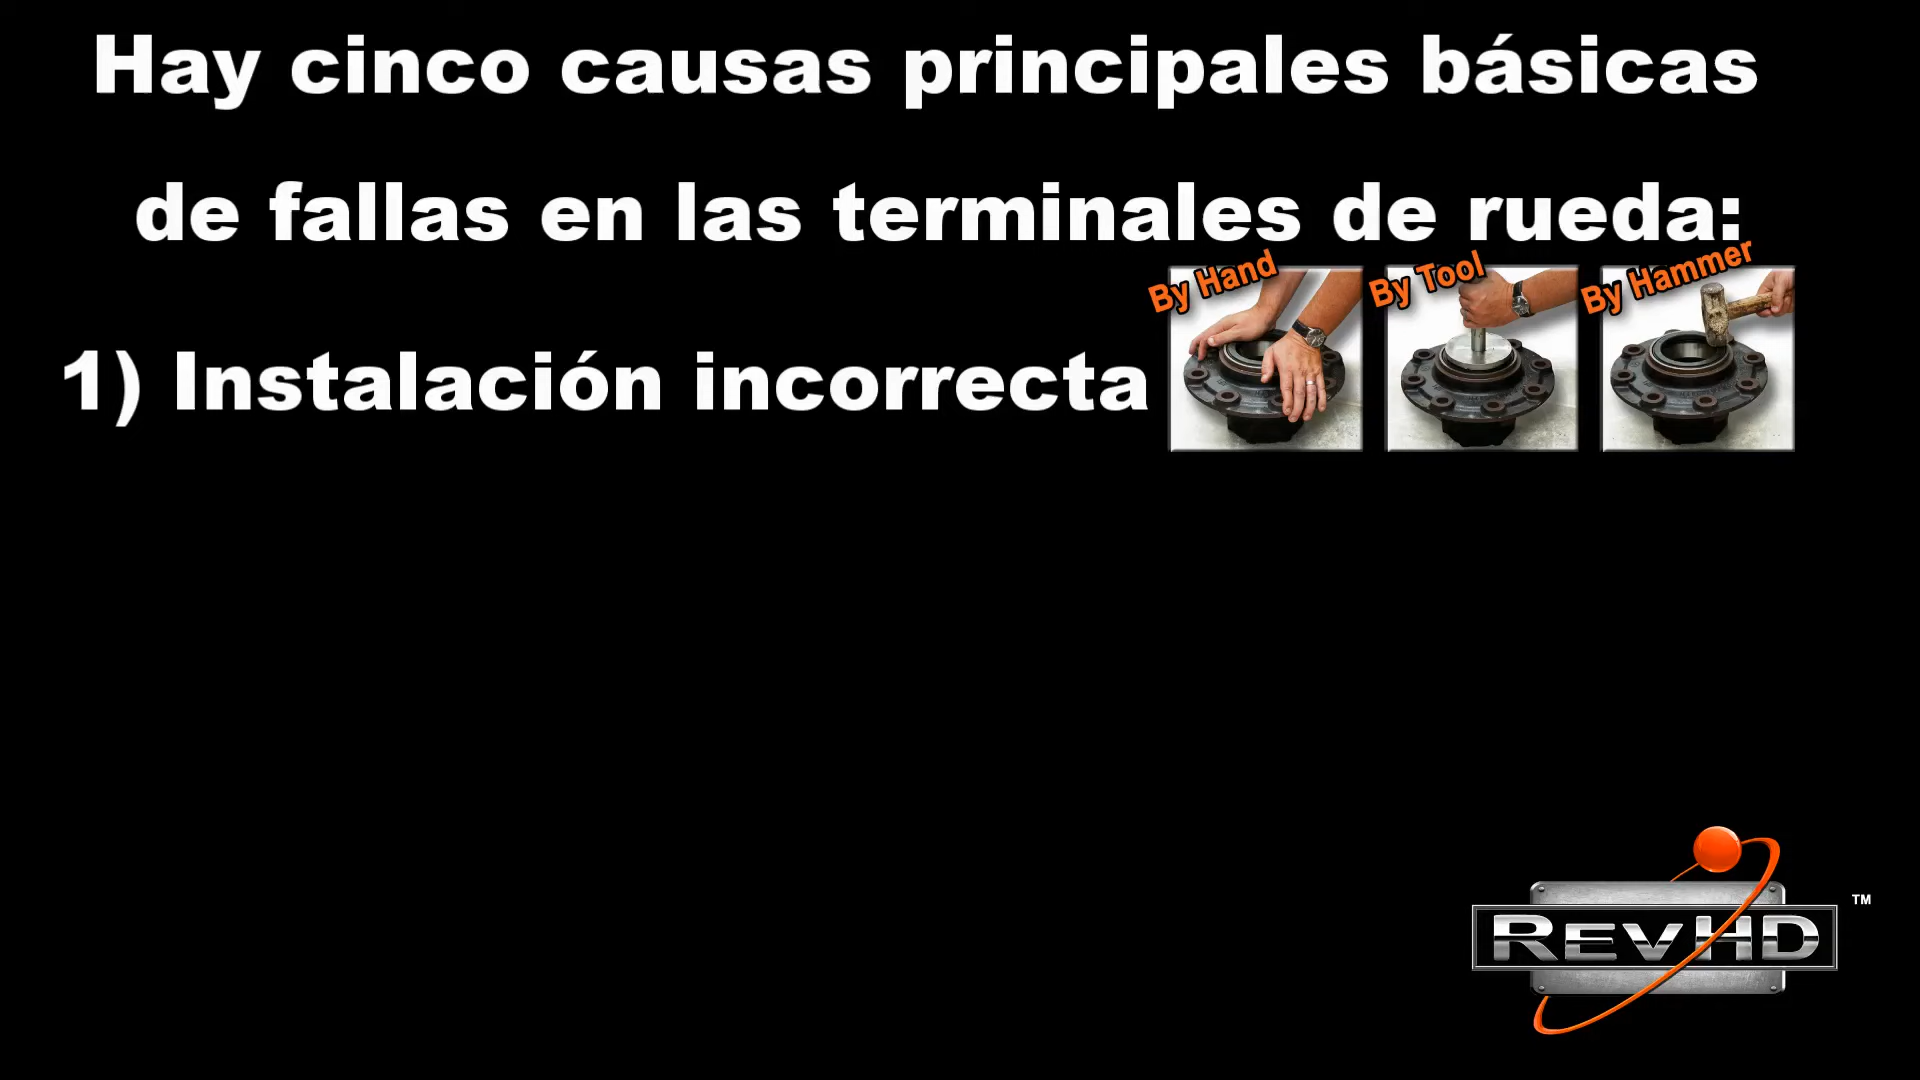 Hay cinco causas principales básicas
de fallas en las terminales de rueda:
By Hand
By Tool
By Hammer
1) Instalación incorrecta
REVHD
TM